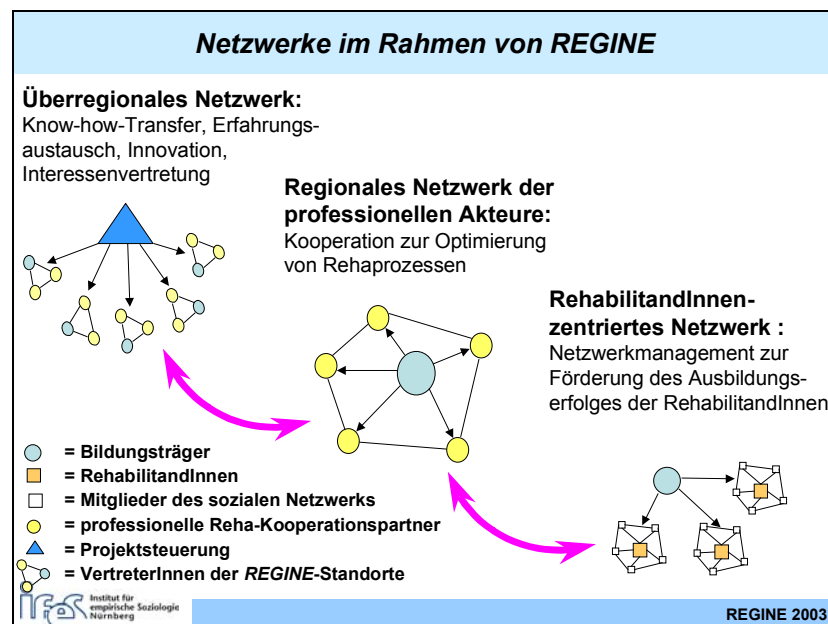 Netzwerke im Rahmen von REGINE
Überregionales Netzwerk:
Know-how-Transfer, Erfahrungs-
austausch, Innovation,
Interessenvertretung
Regionales Netzwerk der
professionellen Akteure:
Kooperation zur Optimierung
von Rehaprozessen
RehabilitandInnen-
zentriertes Netzwerk :
Netzwerkmanagement zur
Förderung des Ausbildungs-
erfolges der RehabilitandInnen
= Bildungsträger
= RehabilitandInnen
= Mitglieder des sozialen Netzwerks
= professionelle Reha-Kooperationspartner
= Projektsteuerung
= VertreterInnen der REGINE-Standorte
ifes
Institut für
empirische Soziologie
Nürnberg
REGINE 2003